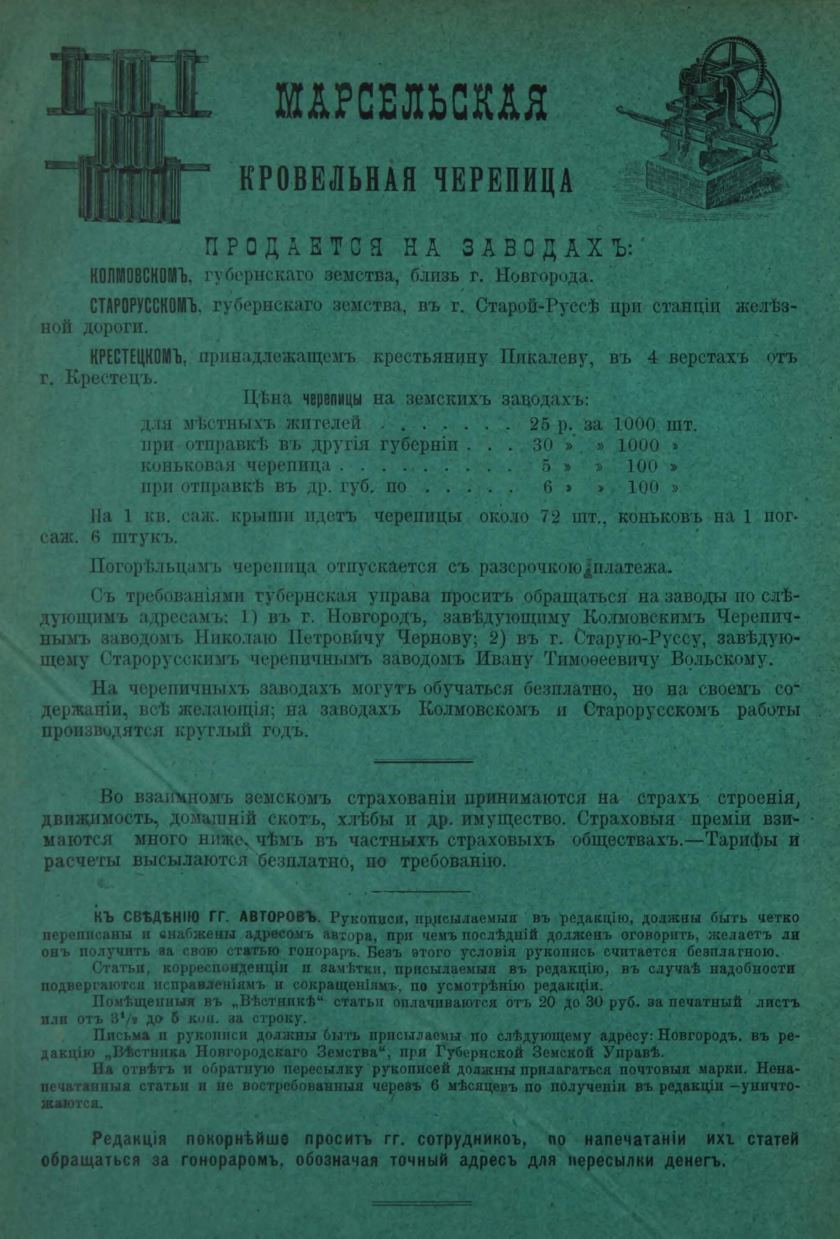 МАРСЕЛЬСКАЯ
КРОВЕЛЬНАЯ ЧЕРЕПИЦА
ПРОДАЕТСЯ НА ЗАВОДАХЪ:
КОЛМОВСКОМЪ, губернскаго земства, близь г. Новгорода.
СТАРОРУССКОМЪ, губернскаго земства, въ г. Старой-Руссѣ при станціи желѣз-
ной дороги.
КРЕСТЕЦКОМЪ, принадлежащемъ крестьянину Пикалеву, въ 4 верстахъ отъ
г. Крестецъ.
Цѣна черепицы на земскихъ заводахъ:
для мѣстныхъ жителей . . . . . . . 25 р. за 1000 шт.
при отправкѣ въ другія губерніи . . . 30 » » 1000 »
коньковая черепица . . . . . . . . . 5 » » 100 »
при отправкѣ въ др. губ. по . . . . . 6 » » 100 »
На 1 кв. саж. крыши идетъ черепицы около 72 шт., коньковъ на 1 пог-
саж. 6 штукъ.
Погорѣльцамъ черепица отпускается съ разсрочкою платежа.
Съ требованіями губернская управа проситъ обращаться на заводы по слѣ-
дующимъ адресамъ: 1) въ г. Новгородъ, завѣдующиму Колмовскимъ Черепич-
нымъ заводомъ Николаю Петровичу Чернову; 2) въ г. Старую-Руссу, завѣдую-
щему Старорусскимъ черепичнымъ заводомъ Ивану Тимоѳеевичу Вольскому.
На черепичныхъ заводахъ могутъ обучаться безплатно, но на своемъ со-
держаніи, всѣ желающія; на заводахъ Колмовскомъ и Старорусскомъ работы
производятся круглый годъ.
Во взаимномъ земскомъ страхованіи принимаются на страхъ строенія,
движимость, домашній скотъ, хлѣбы и др. имущество. Страховыя преміи взи-
маются много ниже, чѣмъ въ частныхъ страховыхъ обществахъ.—Тарифы и
расчеты высылаются безплатно, по требованію.
КЪ СВѢДѢНІЮ ГГ. АВТОРОВЪ. Рукописи, присылаемыя въ редакцію, должны быть четко
переписаны и снабжены адресомъ автора, при чемъ послѣдній долженъ оговорить, желаетъ ли
онъ получить за свою статью гонораръ. Безъ этого условія рукопись считается безплатною.
Статьи, корреспонденціи и замѣтки, присылаемыя въ редакцію, въ случаѣ надобности
подвергаются исправленіямъ и сокращеніямъ, по усмотрѣнію редакціи.
Помѣщенныя въ „Вѣстникѣ“ статьи оплачиваются отъ 20 до 30 руб. за печатный листъ
или отъ 3¹/₂ до 5 коп. за строку.
Письма и рукописи должны быть присылаемы по слѣдующему адресу: Новгородъ. въ ре-
дакцію „Вѣстника Новгородскаго Земства“, при Губернской Земской Управѣ.
На отвѣтъ и обратную пересылку рукописей должны прилагаться почтовыя марки. Нена-
печатанныя статьи и не востребованныя черезъ 6 мѣсяцевъ по полученіи въ редакціи —уничто-
жаются.
Редакція покорнѣйше проситъ гг. сотрудниковъ, по напечатаніи ихъ статей
обращаться за гонораромъ, обозначая точный адресъ для пересылки денегъ.